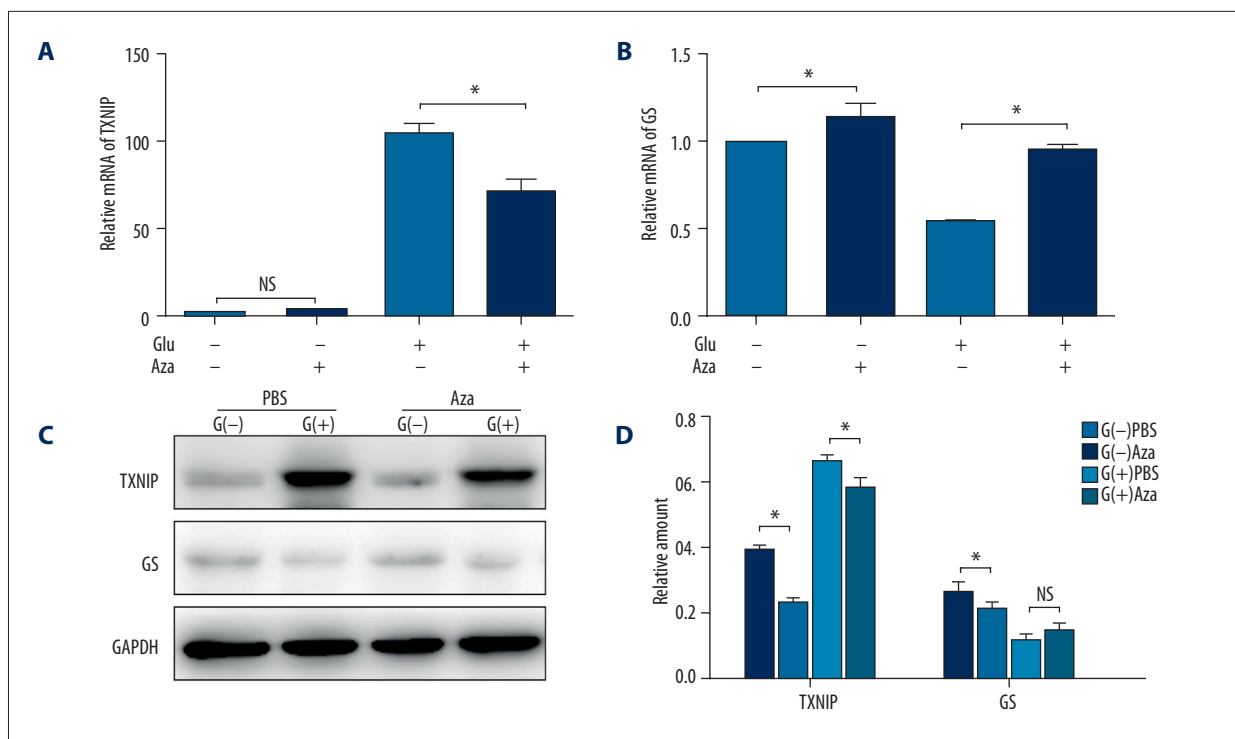 A
150
100
50
0
Relative mRNA of TXNIP
NS
*
Glu – – + +
Aza – + – +
B
1.5
1.0
0.5
0.0
Relative mRNA of GS
*
*
– – + +
– + – +
C
PBS Aza
G(–) G(+) G(–) G(+)
TXNIP
GS
GAPDH
D
0.8
06.
04.
0.2
0.0
Relative amount
*
*
*
NS
TXNIP GS
G(–)PBS
G(–)Aza
G(+)PBS
G(+)Aza